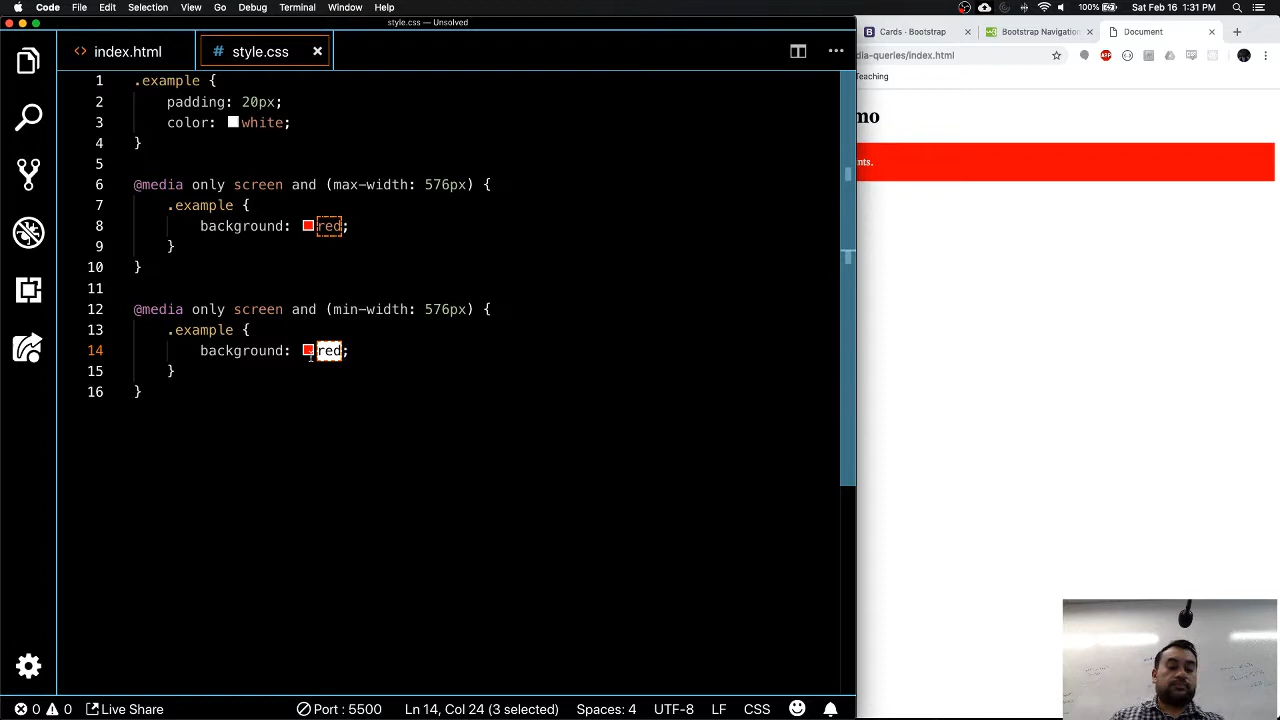 Code File Edit Selection View Go Debug Terminal Window Help 100% Sat Feb 16 1:31 PM
style.css — Unsolved
<> index.html # style.css
1 .example {
2 padding: 20px;
3 color: white;
4 }
5
6 @media only screen and (max-width: 576px) {
7 .example {
8 background: red;
9 }
10 }
11
12 @media only screen and (min-width: 576px) {
13 .example {
14 background: red;
15 }
16 }
0 0 Live Share Port : 5500 Ln 14, Col 24 (3 selected) Spaces: 4 UTF-8 LF CSS
Cards - Bootstrap Bootstrap Navigation Document
dia-queries/index.html
Teaching
mo
nts.